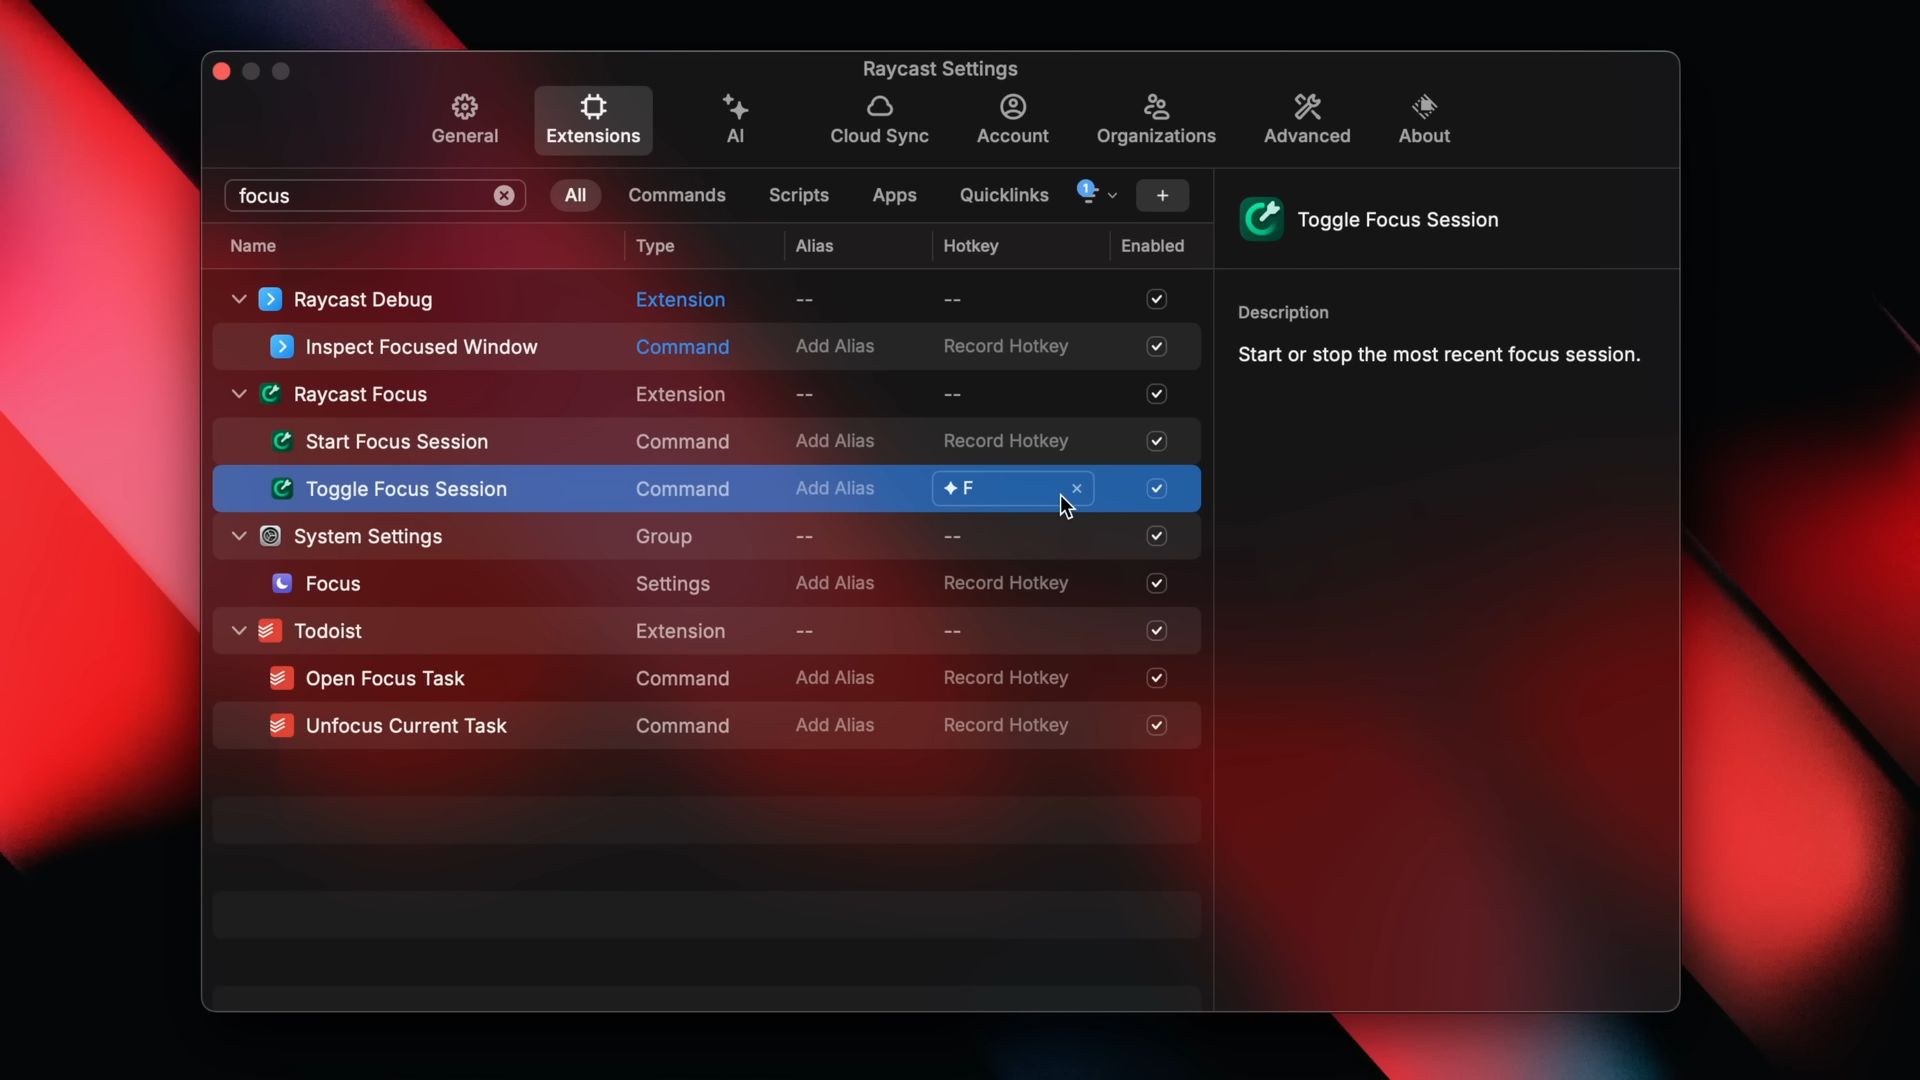 Raycast Settings
General
Extensions
AI
Cloud Sync
Account
Organizations
Advanced
About
focus
All
Commands
Scripts
Apps
Quicklinks
1
+
Name
Type
Alias
Hotkey
Enabled
Raycast Debug Extension -- --
Inspect Focused Window Command Add Alias Record Hotkey
Raycast Focus Extension -- --
Start Focus Session Command Add Alias Record Hotkey
Toggle Focus Session Command Add Alias ✦ F ×
System Settings Group -- --
Focus Settings Add Alias Record Hotkey
Todoist Extension -- --
Open Focus Task Command Add Alias Record Hotkey
Unfocus Current Task Command Add Alias Record Hotkey
Toggle Focus Session
Description
Start or stop the most recent focus session.